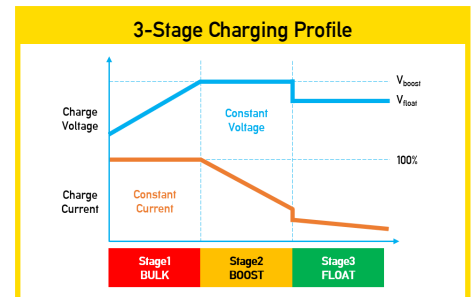 3-Stage Charging Profile
Charge
Voltage
Constant
Voltage
Vboost
Vfloat
100%
Charge
Current
Constant
Current
Stage1
BULK
Stage2
BOOST
Stage3
FLOAT